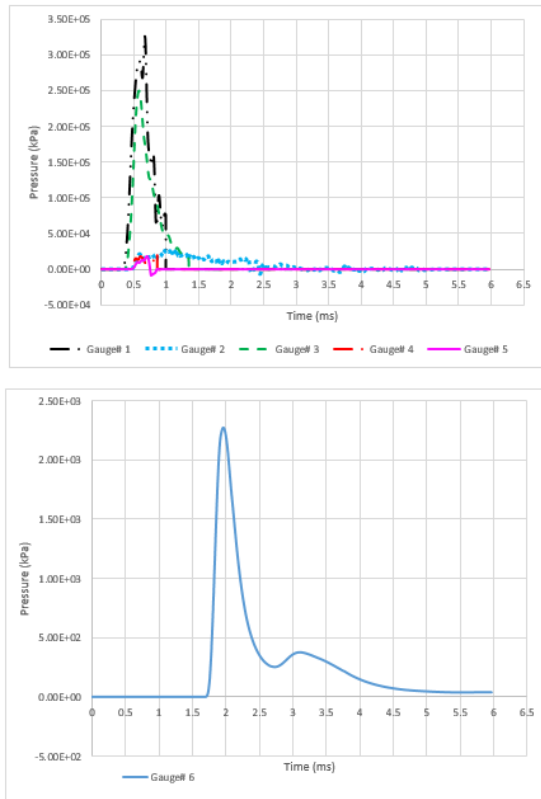 3.50E+05
3.00E+05
2.50E+05
2.00E+05
1.50E+05
1.00E+05
5.00E+04
0.00E+00
-5.00E+04
Pressure (kPa)
0 0.5 1 1.5 2 2.5 3 3.5 4 4.5 5 5.5 6 6.5
Time (ms)
Gauge# 1 Gauge# 2 Gauge# 3 Gauge# 4 Gauge# 5
2.50E+03
2.00E+03
1.50E+03
1.00E+03
5.00E+02
0.00E+00
-5.00E+02
Pressure (kPa)
0 0.5 1 1.5 2 2.5 3 3.5 4 4.5 5 5.5 6 6.5
Time (ms)
Gauge# 6